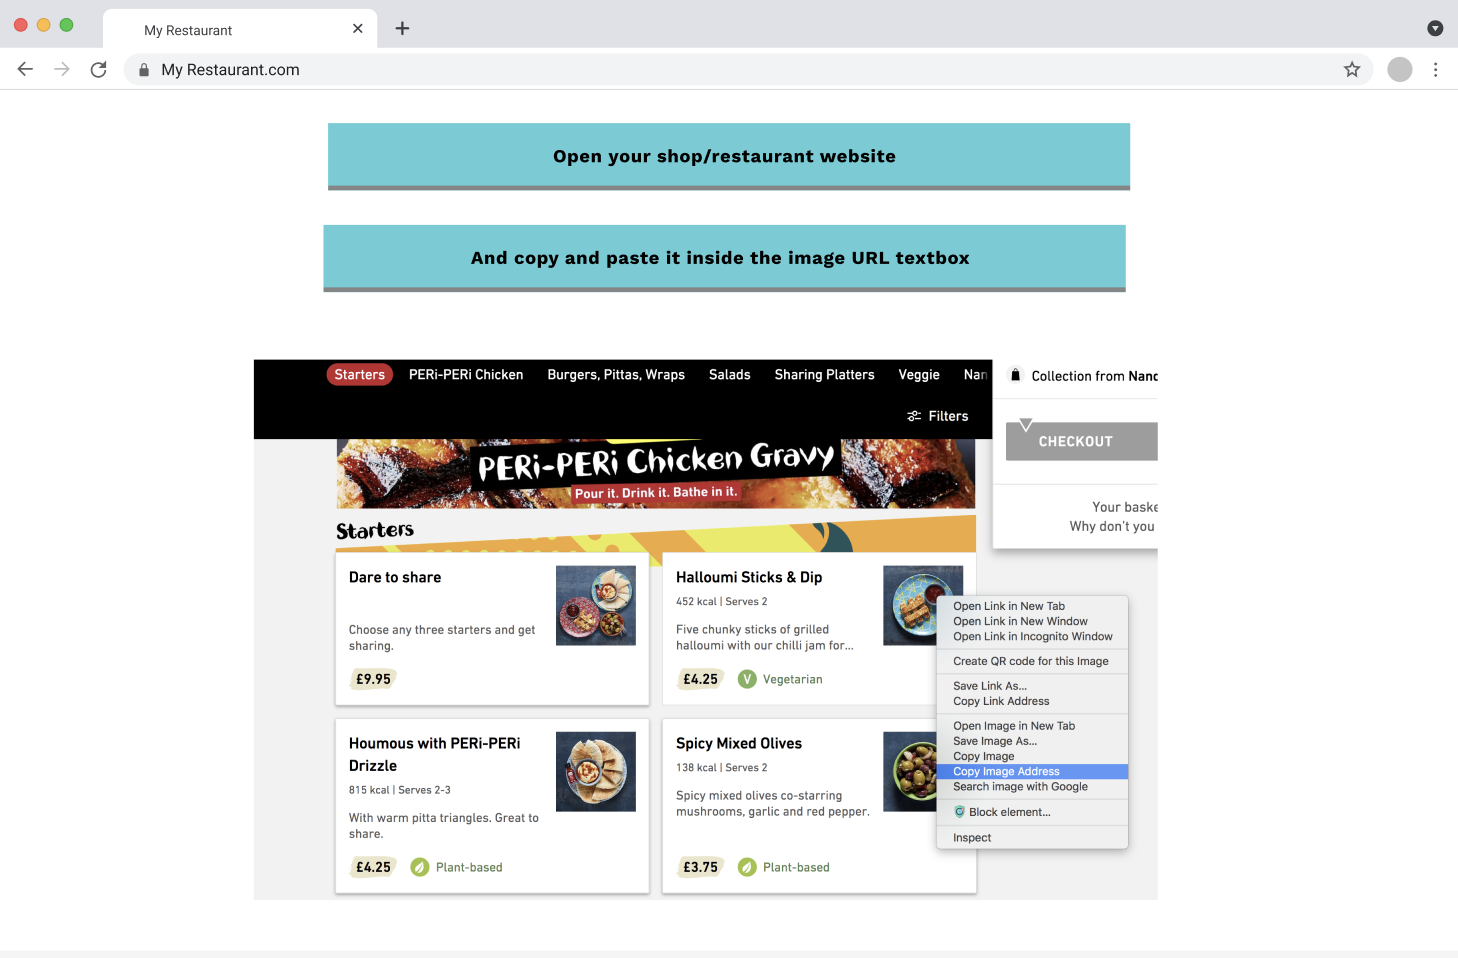 My Restaurant
My Restaurant.com
Open your shop/restaurant website
And copy and paste it inside the image URL textbox
Starters PERi-PERi Chicken Burgers, Pittas, Wraps Salads Sharing Platters Veggie Nan
Filters
Collection from Nanc
CHECKOUT
Your baske
Why don't you
PERi-PERi Chicken Gravy
Pour it. Drink it. Bathe in it.
Starters
Dare to share
Choose any three starters and get
sharing.
£9.95
Halloumi Sticks & Dip
452 kcal | Serves 2
Five chunky sticks of grilled
halloumi with our chilli jam for...
£4.25 V Vegetarian
Houmous with PERi-PERi
Drizzle
815 kcal | Serves 2-3
With warm pitta triangles. Great to
share.
£4.25 Plant-based
Spicy Mixed Olives
138 kcal | Serves 2
Spicy mixed olives co-starring
mushrooms, garlic and red pepper.
£3.75 Plant-based
Open Link in New Tab
Open Link in New Window
Open Link in Incognito Window
Create QR code for this Image
Save Link As...
Copy Link Address
Open Image in New Tab
Save Image As...
Copy Image
Copy Image Address
Search image with Google
Block element...
Inspect